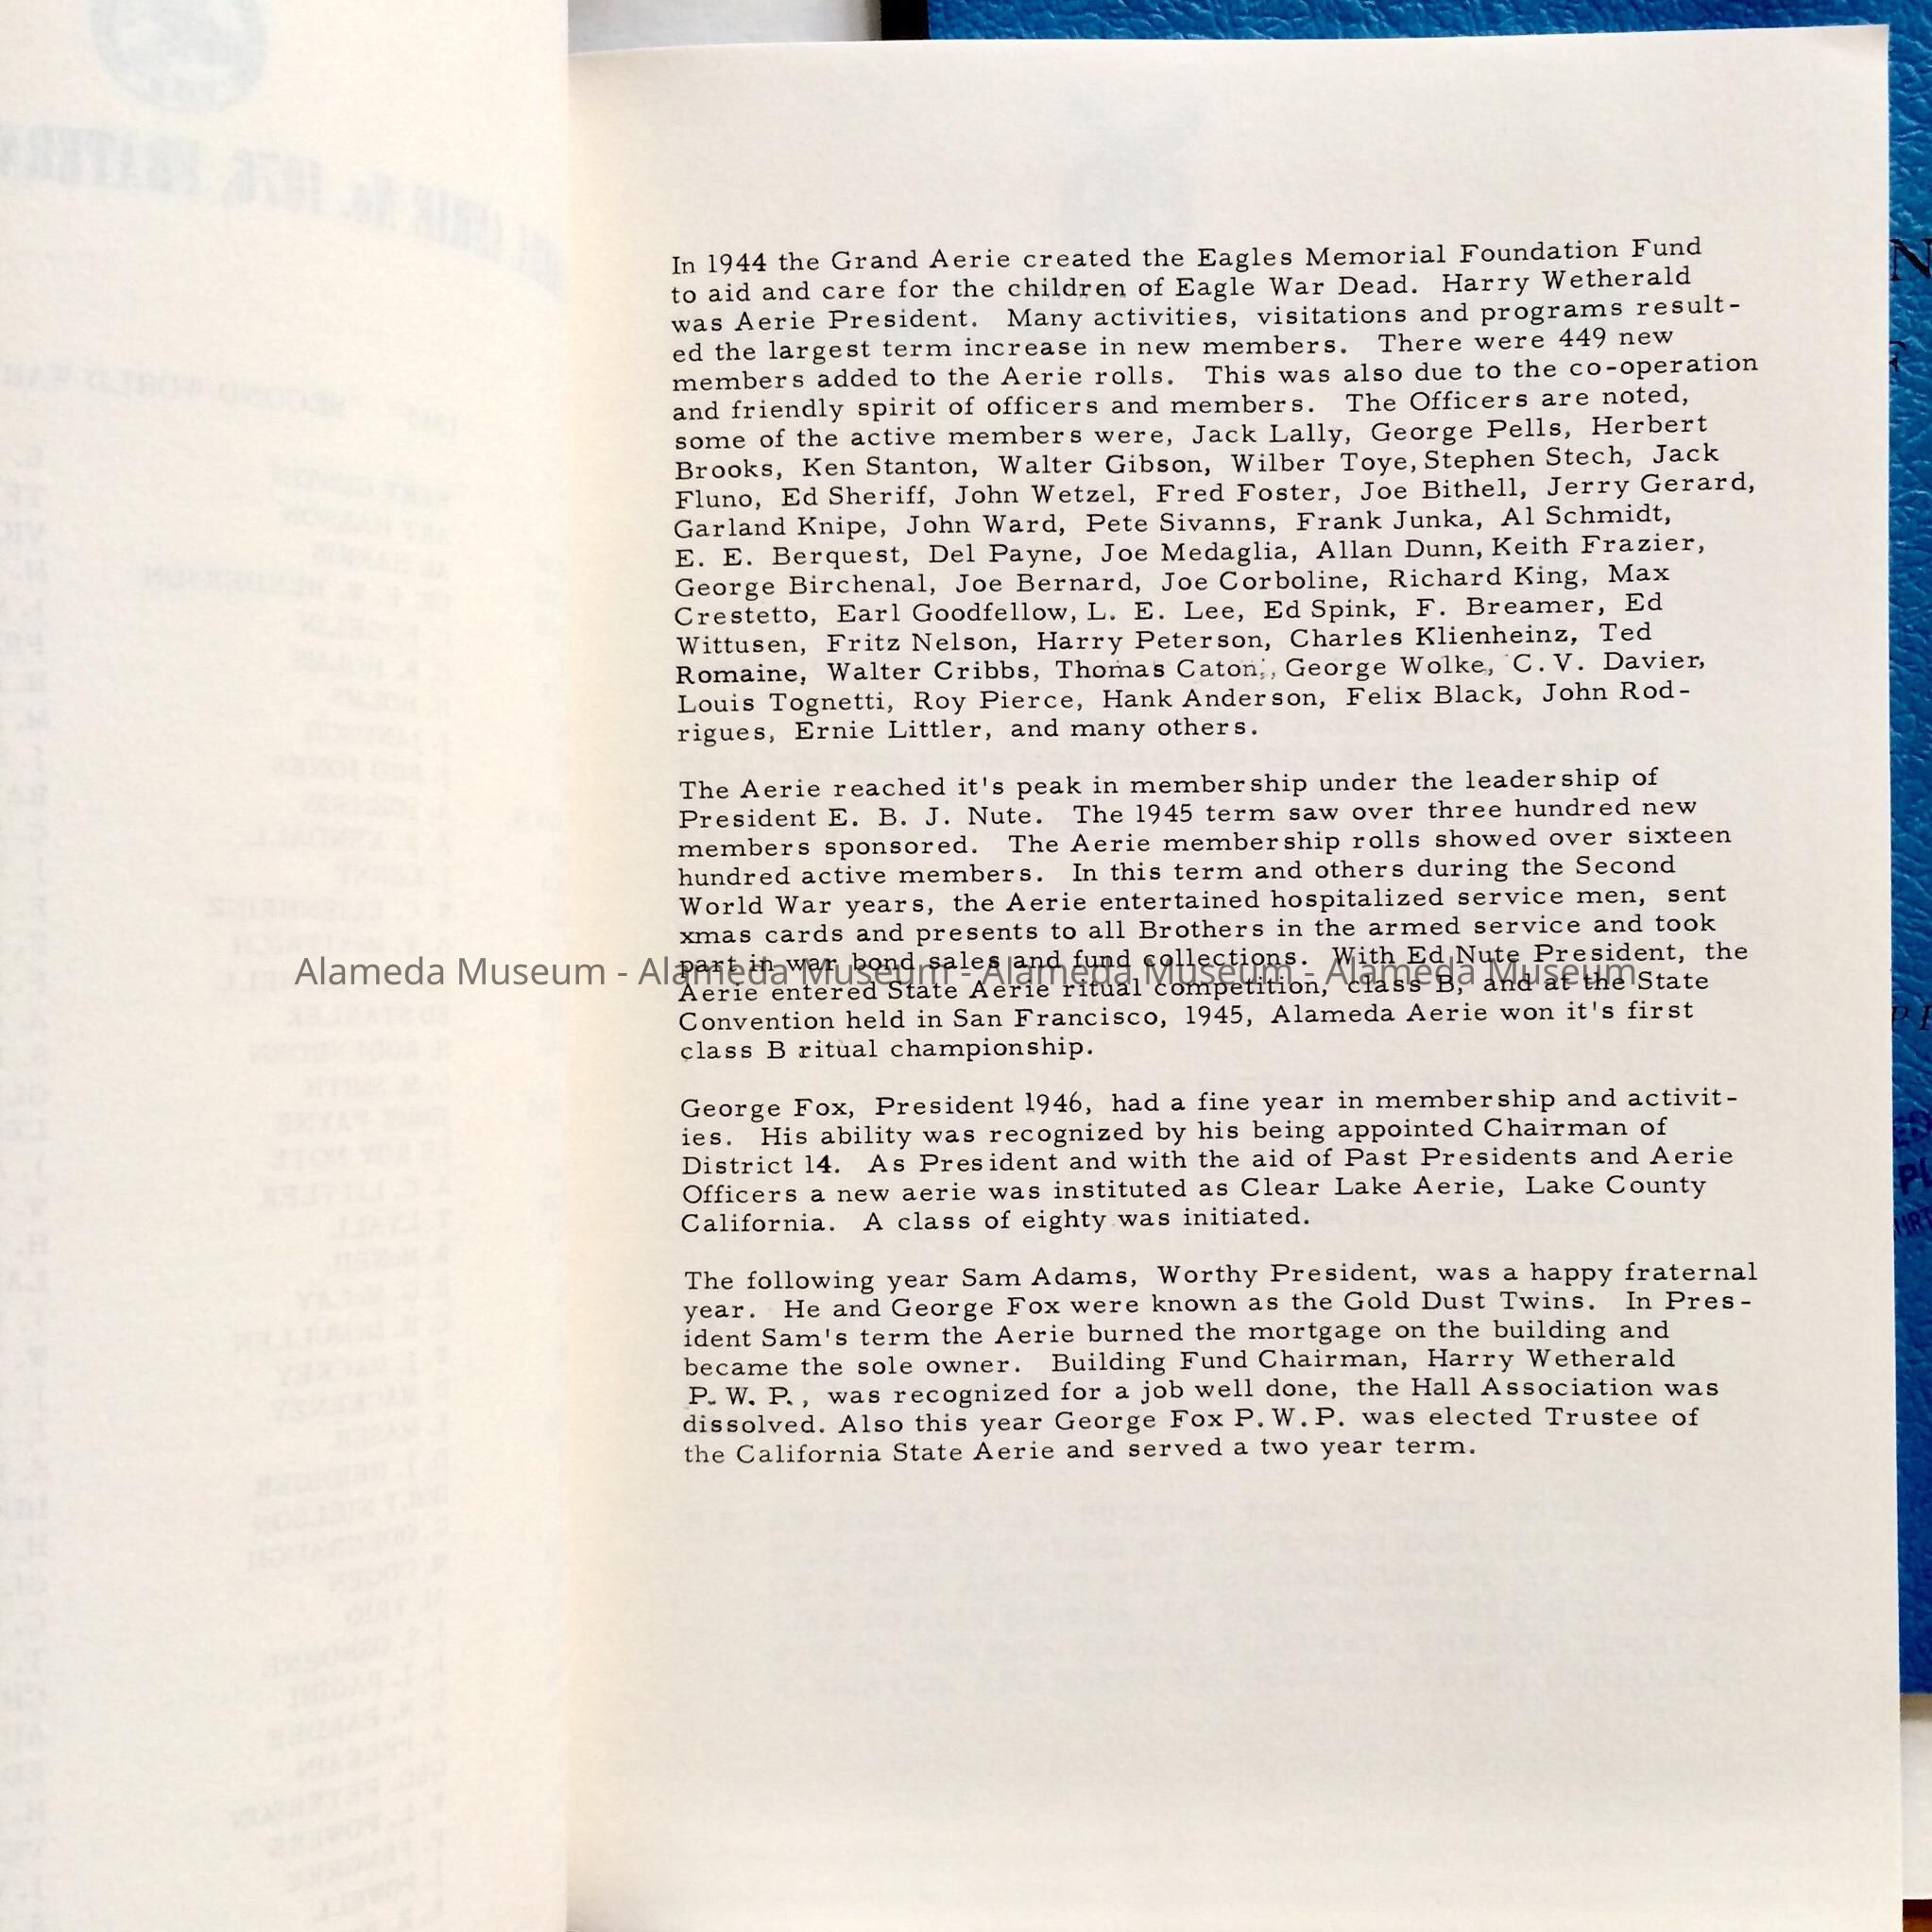 In 1944 the Grand Aerie created the Eagles Memorial Foundation Fund
to aid and care for the children of Eagle War Dead. Harry Wetherald
was Aerie President. Many activities, visitations and programs result-
ed the largest term increase in new members. There were 449 new
members added to the Aerie rolls. This was also due to the co-operation
and friendly spirit of officers and members. The Officers are noted,
some of the active members were, Jack Lally, George Pells, Herbert
Brooks, Ken Stanton, Walter Gibson, Wilber Toye, Stephen Stech, Jack
Fluno, Ed Sheriff, John Wetzel, Fred Foster, Joe Bithell, Jerry Gerard,
Garland Knipe, John Ward, Pete Sivanns, Frank Junka, Al Schmidt,
E. E. Berquest, Del Payne, Joe Medaglia, Allan Dunn, Keith Frazier,
George Birchenal, Joe Bernard, Joe Corboline, Richard King, Max
Crestetto, Earl Goodfellow, L. E. Lee, Ed Spink, F. Breamer, Ed
Wittusen, Fritz Nelson, Harry Peterson, Charles Klienheinz, Ted
Romaine, Walter Cribbs, Thomas Caton, George Wolke, C.V. Davier,
Louis Tognetti, Roy Pierce, Hank Anderson, Felix Black, John Rod-
rigues, Ernie Littler, and many others.
The Aerie reached it's peak in membership under the leadership of
President E. B. J. Nute. The 1945 term saw over three hundred new
members sponsored. The Aerie membership rolls showed over sixteen
hundred active members. In this term and others during the Second
World War years, the Aerie entertained hospitalized service men, sent
xmas cards and presents to all Brothers in the armed service and took
part in war bond sales and fund collections. With Ed Nute President, the
Alameda Museum - Alameda Museum - Alameda Museum - Alameda Museum
Aerie entered State Aerie ritual competition, class B, and at the State
Convention held in San Francisco, 1945, Alameda Aerie won it's first
class B ritual championship.
George Fox, President 1946, had a fine year in membership and activit-
ies. His ability was recognized by his being appointed Chairman of
District 14. As President and with the aid of Past Presidents and Aerie
Officers a new aerie was instituted as Clear Lake Aerie, Lake County
California. A class of eighty was initiated.
The following year Sam Adams, Worthy President, was a happy fraternal
year. He and George Fox were known as the Gold Dust Twins. In Pres-
ident Sam's term the Aerie burned the mortgage on the building and
became the sole owner. Building Fund Chairman, Harry Wetherald
P. W. P., was recognized for a job well done, the Hall Association was
dissolved. Also this year George Fox P.W.P. was elected Trustee of
the California State Aerie and served a two year term.